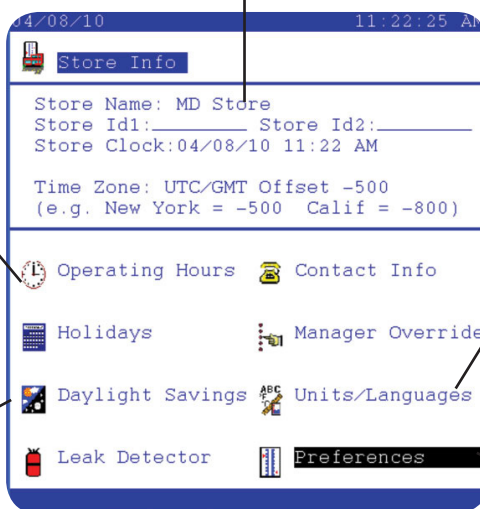 04/08/10 11:22:25 AM
Store Info
Store Name: MD Store
Store Id1:________ Store Id2:________
Store Clock:04/08/10 11:22 AM
Time Zone: UTC/GMT Offset -500
(e.g. New York = -500 Calif = -800)
Operating Hours Contact Info
Holidays Manager Override
Daylight Savings ABC Units/Languages
Leak Detector Preferences